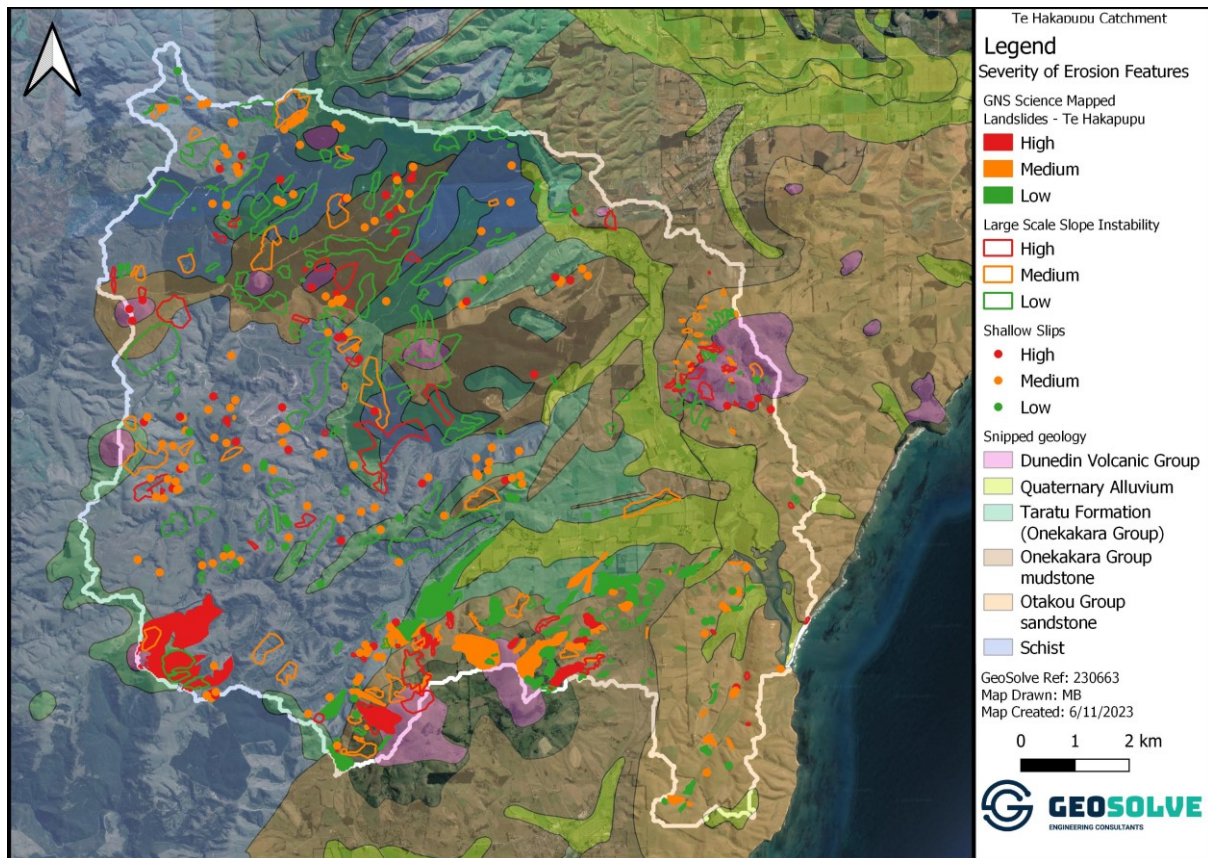 Te Hakapupu Catchment
Legend
Severity of Erosion Features
GNS Science Mapped
Landslides - Te Hakapupu
High
Medium
Low
Large Scale Slope Instability
High
Medium
Low
Shallow Slips
High
Medium
Low
Snipped geology
Dunedin Volcanic Group
Quaternary Alluvium
Taratu Formation
(Onekakara Group)
Onekakara Group
mudstone
Otakou Group
sandstone
Schist
GeoSolve Ref: 230663
Map Drawn: MB
Map Created: 6/11/2023
0 1 2 km
GEOSOLVE
ENGINEERING CONSULTANTS